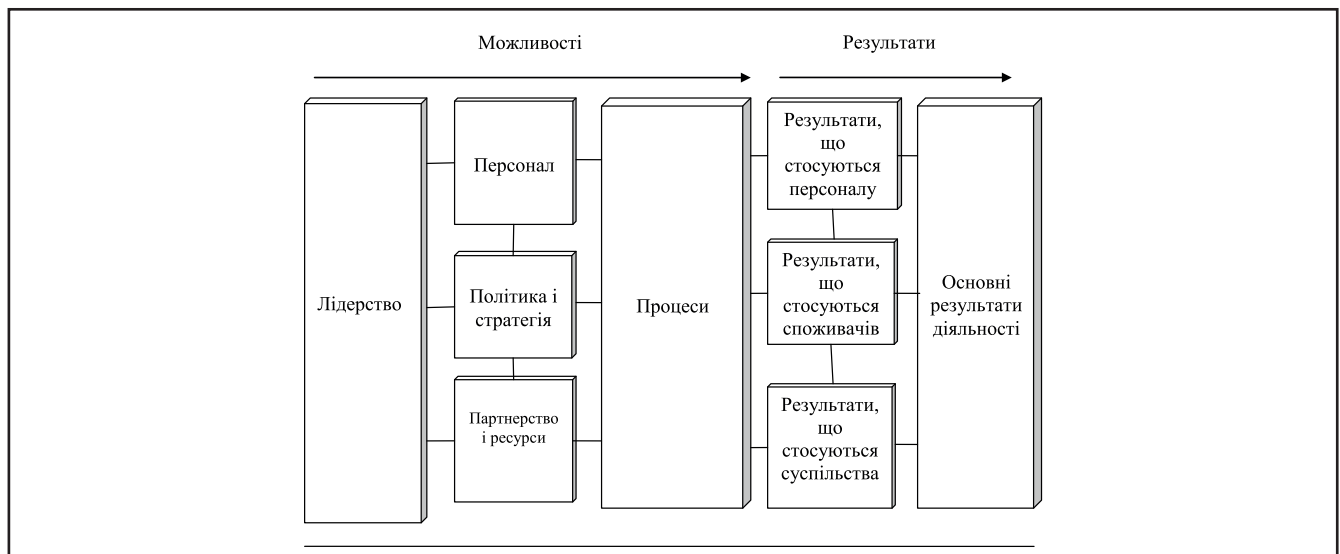 Можливості
Результати
Лідерство
Персонал
Політика і
стратегія
Партнерство
і ресурси
Процеси
Результати,
що
стосуються
персоналу
Результати,
що
стосуються
споживачів
Результати,
що
стосуються
суспільства
Основні
результати
діяльності